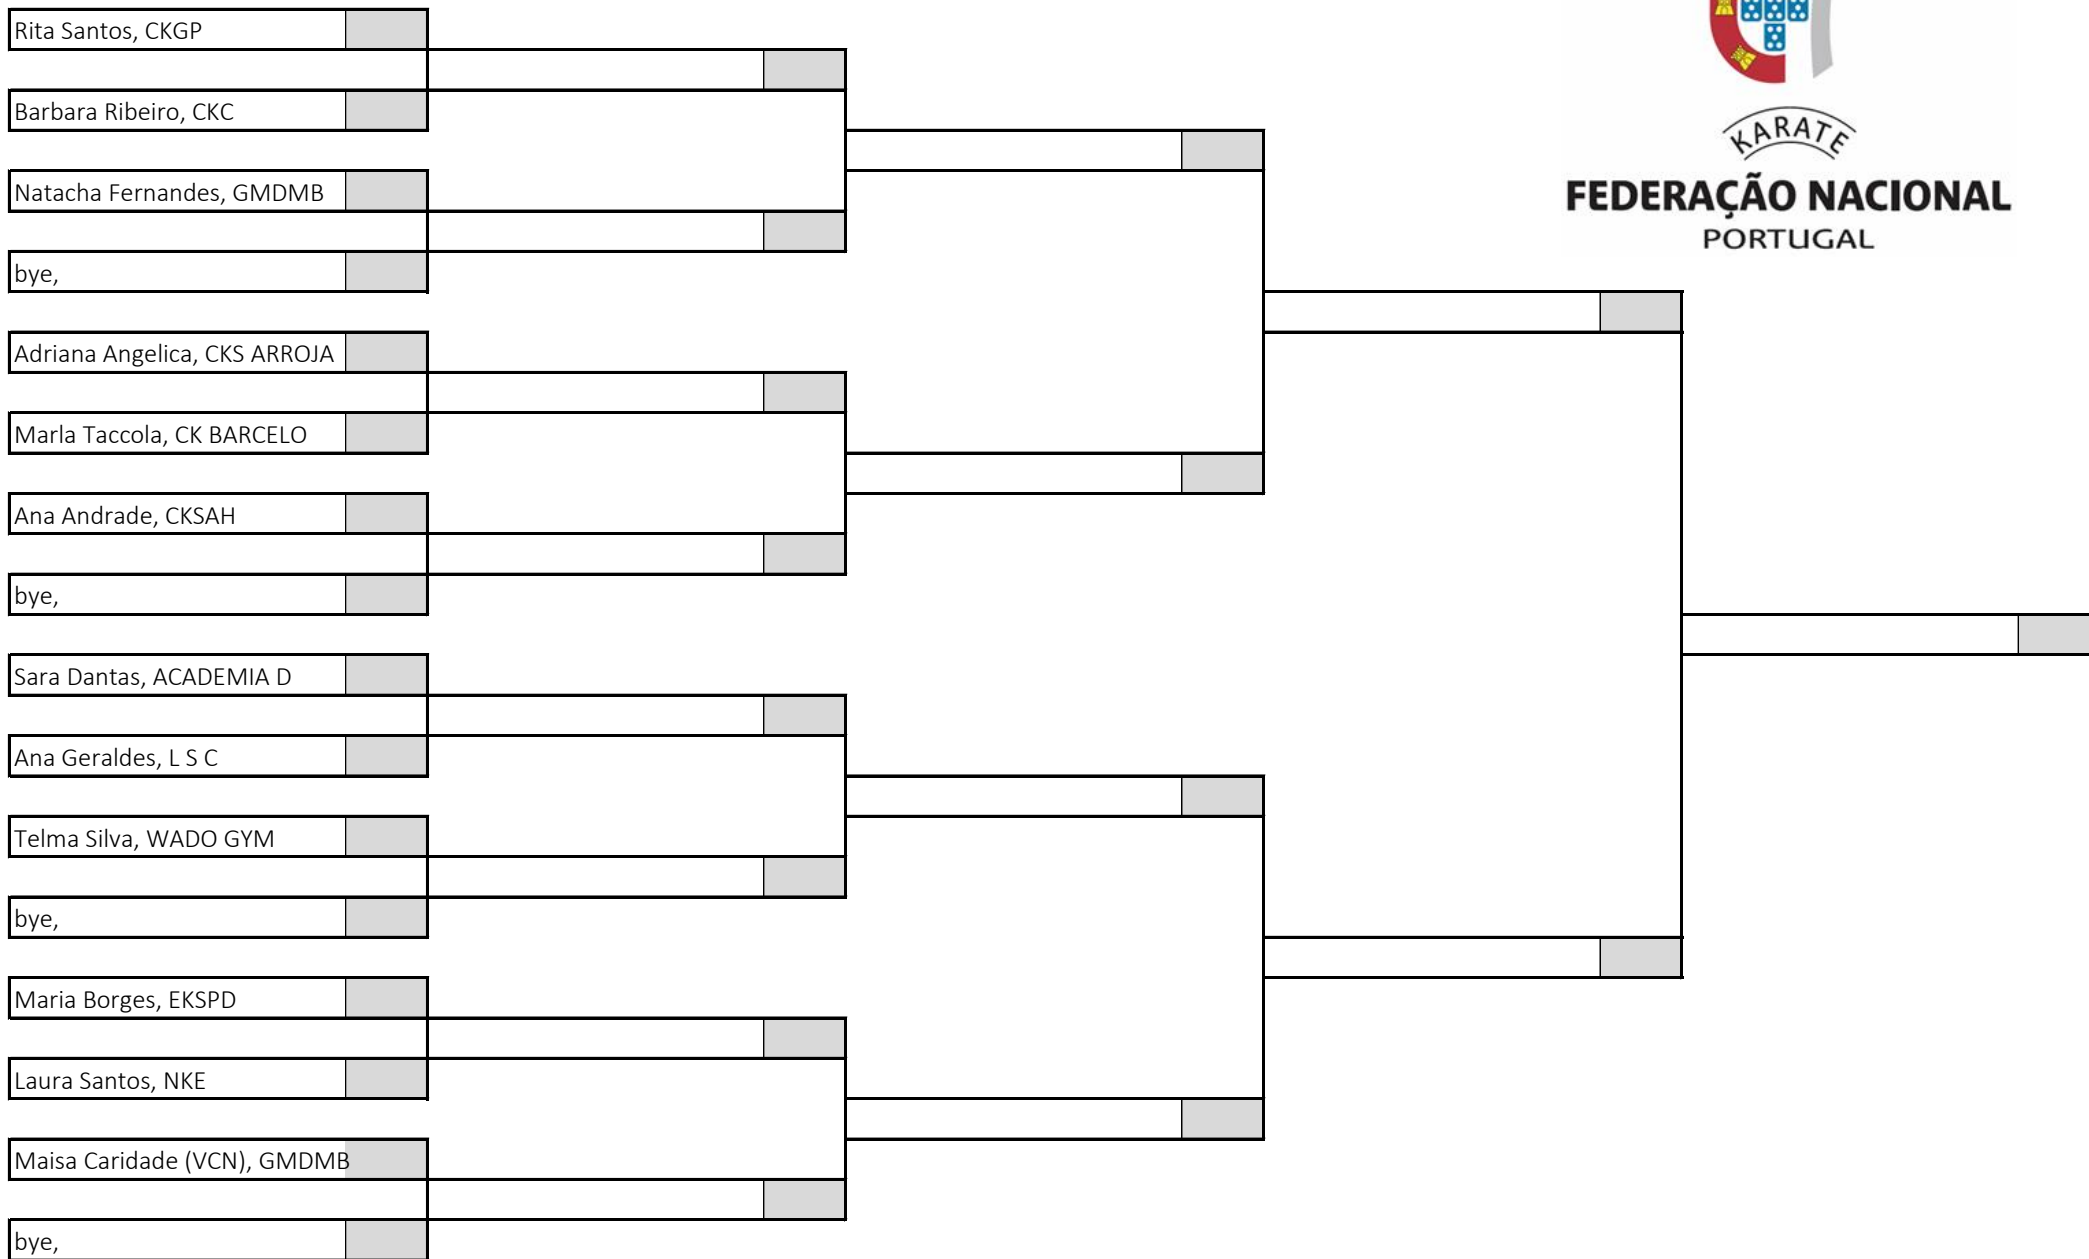 Rita Santos, CKGP
Barbara Ribeiro, CKC
Natacha Fernandes, GMDMB
bye,
Adriana Angelica, CKS ARROJA
Marla Taccola, CK BARCELO
Ana Andrade, CKSAH
bye,
Sara Dantas, ACADEMIA D
Ana Geraldes, L S C
Telma Silva, WADO GYM
bye,
Maria Borges, EKSPD
Laura Santos, NKE
Maisa Caridade (VCN), GMDMB
bye,
KARATE
FEDERAÇÃO NACIONAL
PORTUGAL